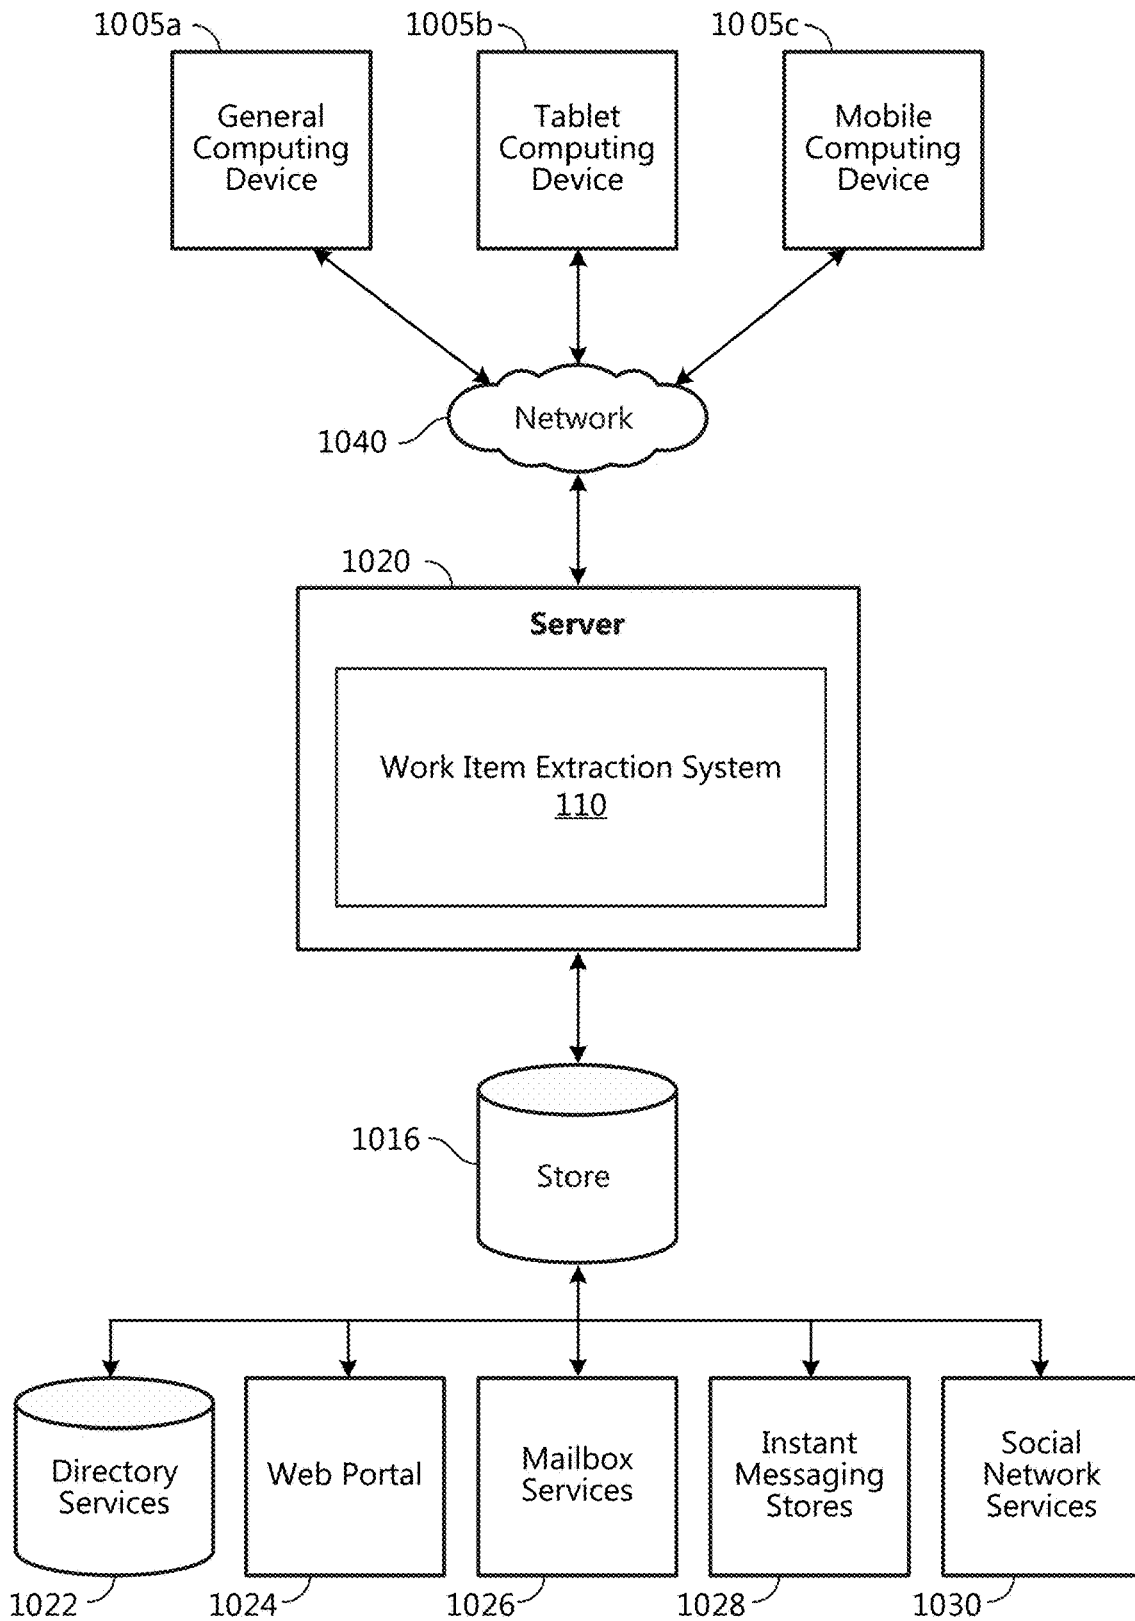 1005a
1005b
1005c
General
Computing
Device
Tablet
Computing
Device
Mobile
Computing
Device
Network
1040
1020
Server
Work Item Extraction System
110
1016
Store
Directory
Services
Web Portal
Mailbox
Services
Instant
Messaging
Stores
Social
Network
Services
1022
1024
1026
1028
1030